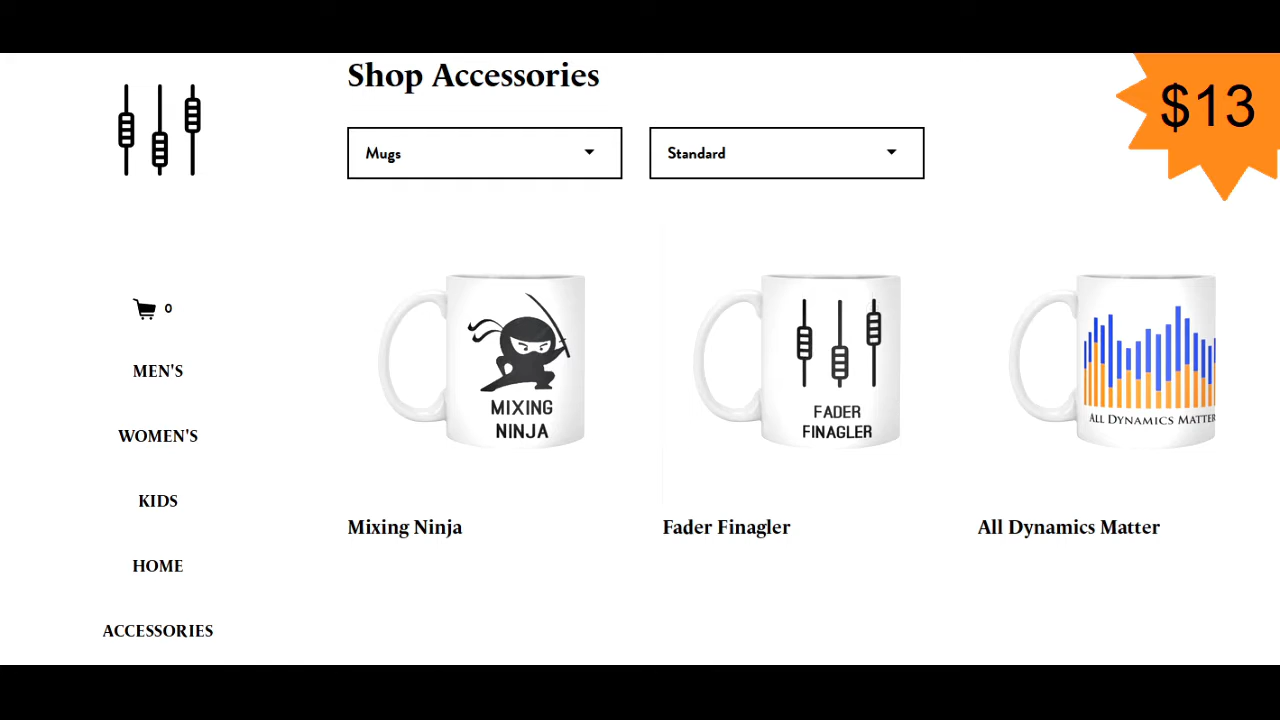 Shop Accessories
$13
Mugs
Standard
0
MEN'S
WOMEN'S
KIDS
HOME
ACCESSORIES
MIXING
NINJA
FADER
FINAGLER
ALL DYNAMICS MATTER
Mixing Ninja
Fader Finagler
All Dynamics Matter